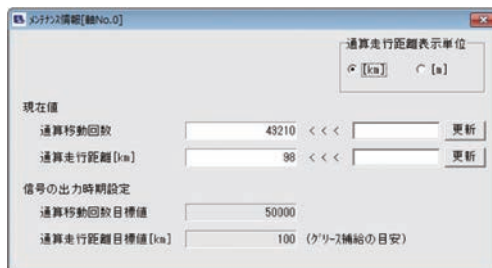 ﾒﾝﾃﾅﾝｽ情報[軸No.0]
通算走行距離表示単位
[km] [m]
現在値
通算移動回数 43210 <<< 更新
通算走行距離[km] 98 <<< 更新
信号の出力時期設定
通算移動回数目標値 50000
通算走行距離目標値[km] 100 (ｸﾞﾘｰｽ補給の目安)